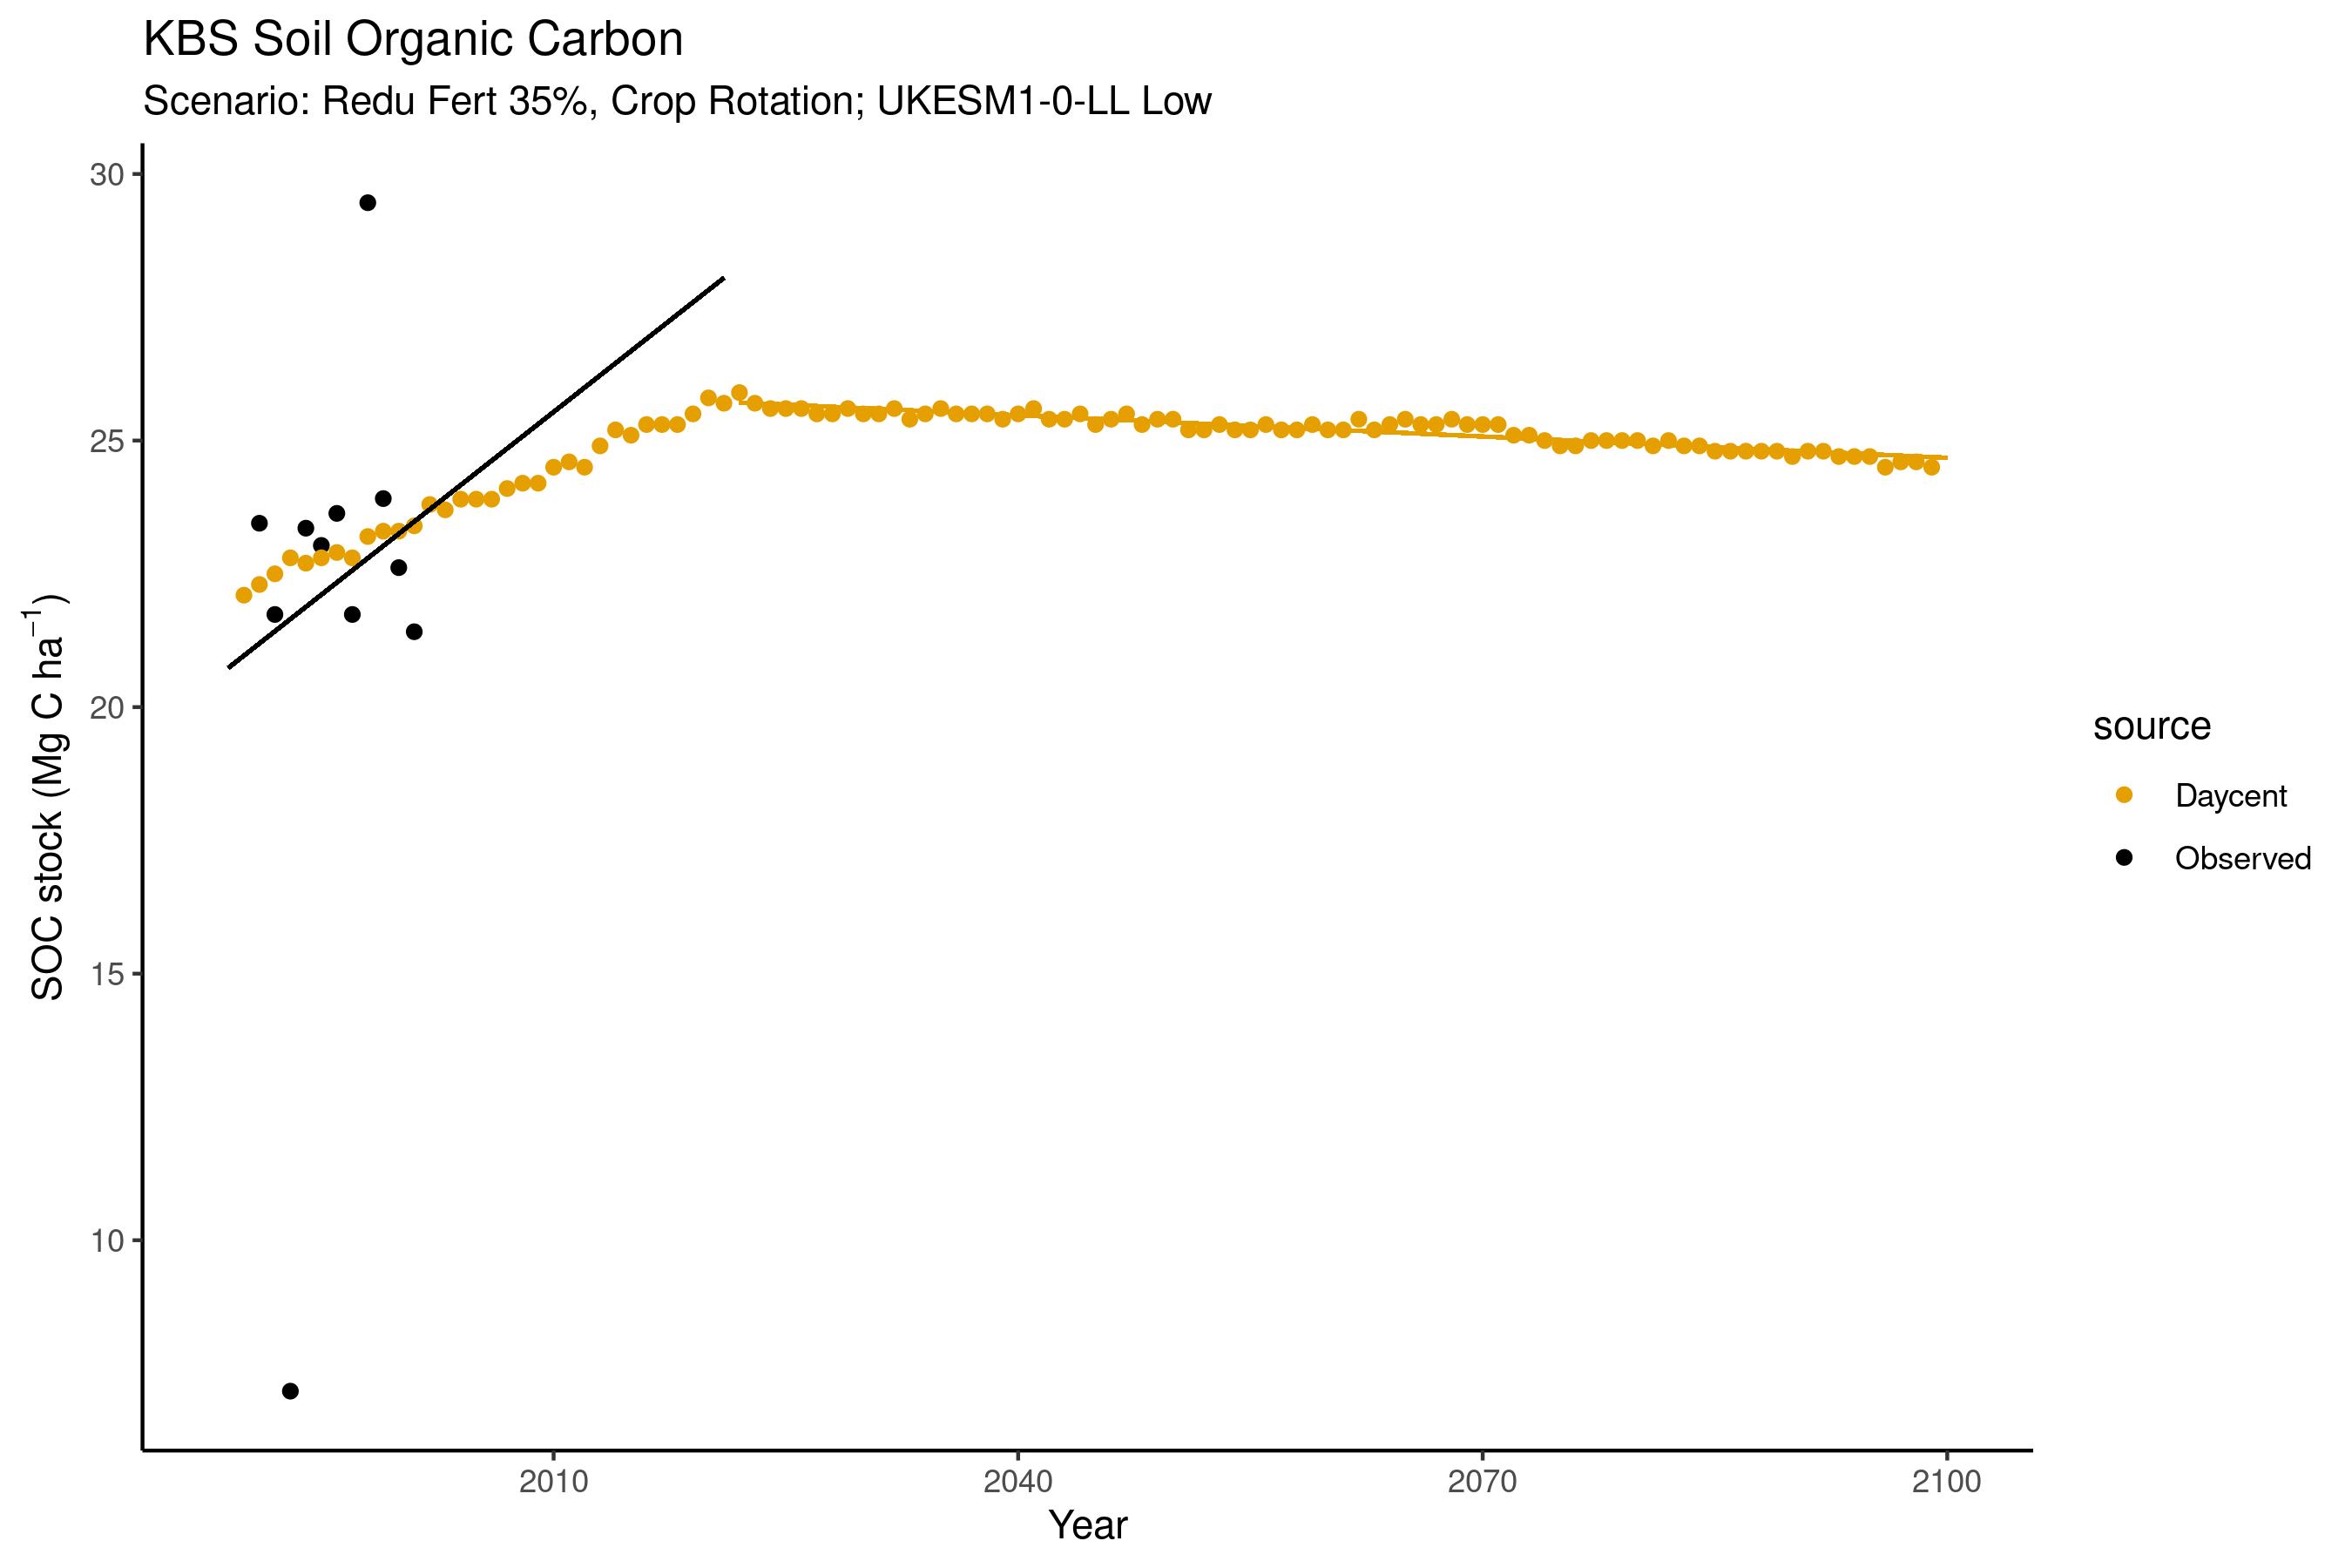 KBS Soil Organic Carbon
Scenario: Redu Fert 35%, Crop Rotation; UKESM1-0-LL Low
30
25
20
15
10
SOC stock (Mg C ha⁻¹)
2010
2040
2070
2100
Year
source
Daycent
Observed